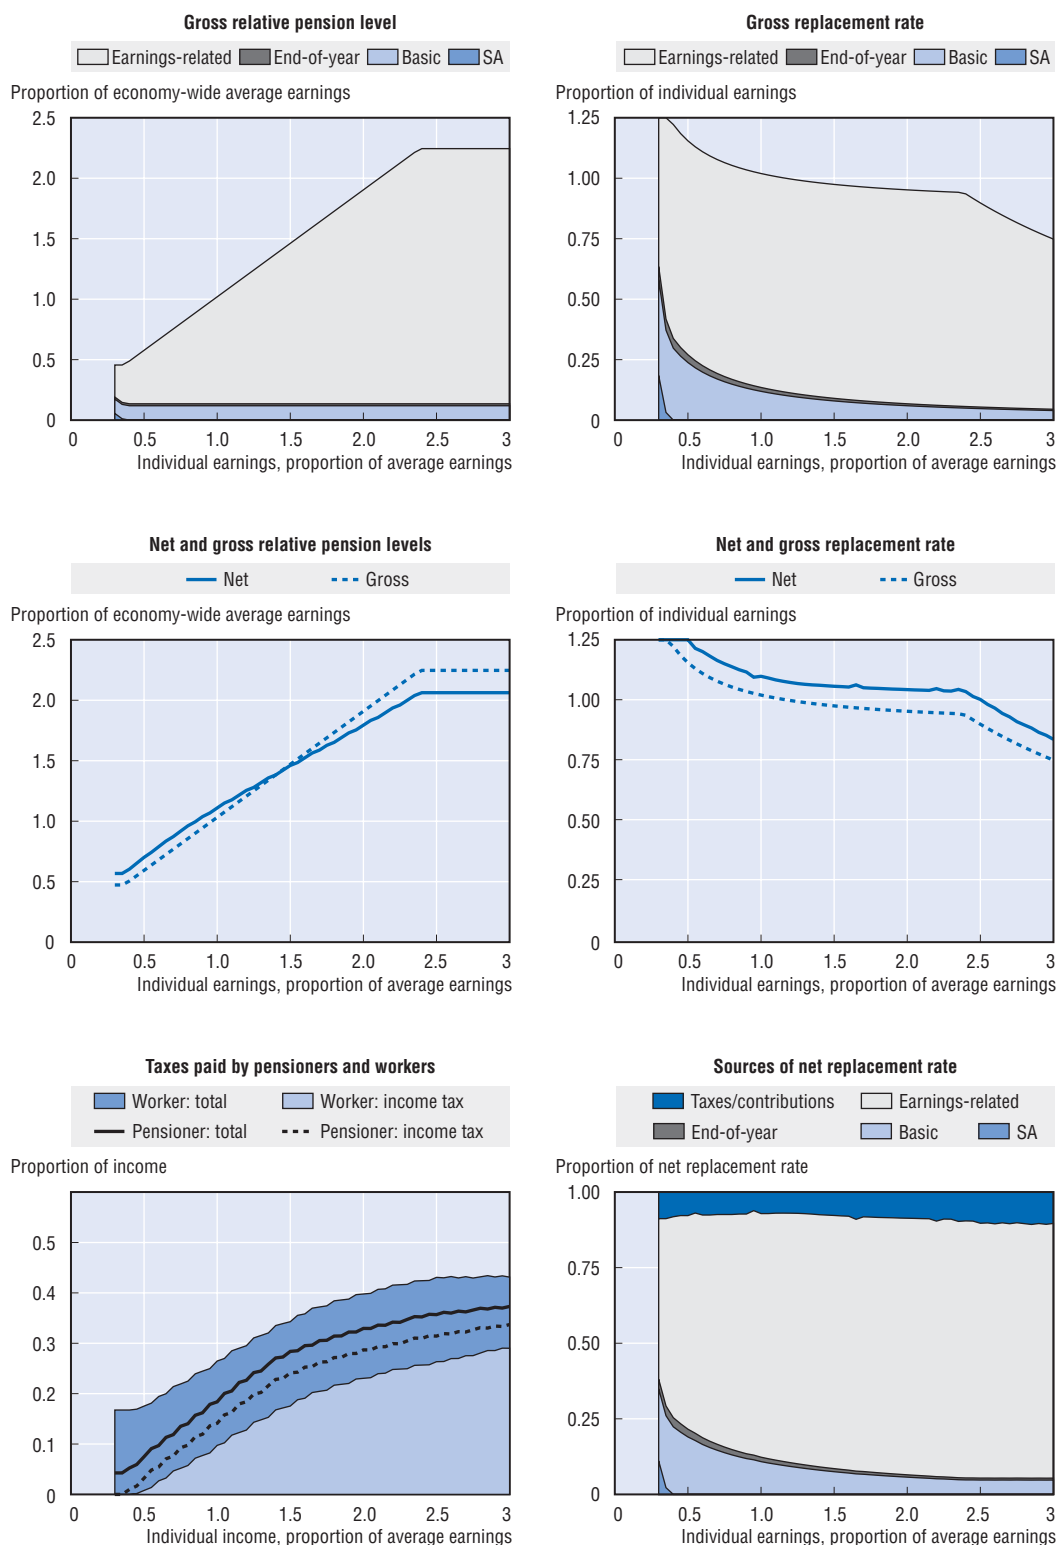 Gross relative pension level
Earnings-related End-of-year Basic SA
Proportion of economy-wide average earnings
2.5
2.0
1.5
1.0
0.5
0
0 0.5 1.0 1.5 2.0 2.5 3
Individual earnings, proportion of average earnings
Gross replacement rate
Earnings-related End-of-year Basic SA
Proportion of individual earnings
1.25
1.00
0.75
0.50
0.25
0
0 0.5 1.0 1.5 2.0 2.5 3
Individual earnings, proportion of average earnings
Net and gross relative pension levels
Net Gross
Proportion of economy-wide average earnings
2.5
2.0
1.5
1.0
0.5
0
0 0.5 1.0 1.5 2.0 2.5 3
Individual earnings, proportion of average earnings
Net and gross replacement rate
Net Gross
Proportion of individual earnings
1.25
1.00
0.75
0.50
0.25
0
0 0.5 1.0 1.5 2.0 2.5 3
Individual earnings, proportion of average earnings
Taxes paid by pensioners and workers
Worker: total Worker: income tax
Pensioner: total Pensioner: income tax
Proportion of income
0.5
0.4
0.3
0.2
0.1
0
0 0.5 1.0 1.5 2.0 2.5 3
Individual income, proportion of average earnings
Sources of net replacement rate
Taxes/contributions Earnings-related
End-of-year Basic SA
Proportion of net replacement rate
1.00
0.75
0.50
0.25
0
0 0.5 1.0 1.5 2.0 2.5 3
Individual earnings, proportion of average earnings